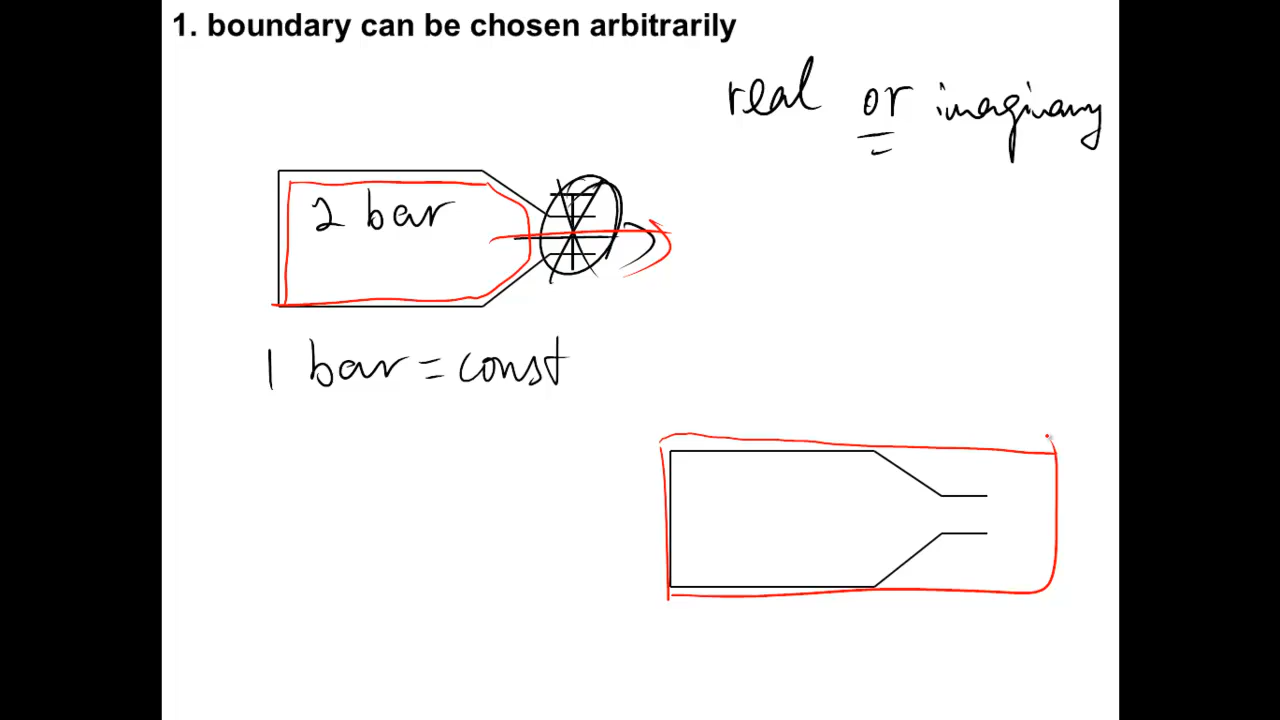 1. boundary can be chosen arbitrarily
real or imaginary
2 bar
1 bar = const